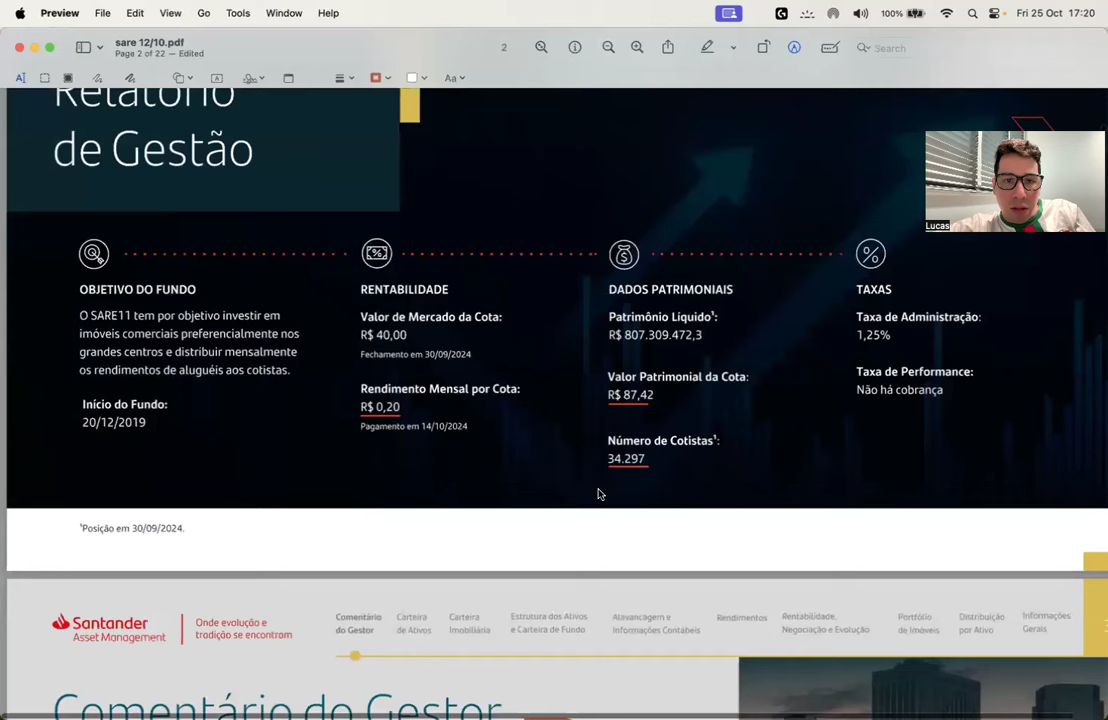 Preview File Edit View Go Tools Window Help 100% Fri 25 Oct 17:20
sare 12/10.pdf
Page 2 of 22 — Edited
2
Search
Aa
Relatório
de Gestão
Lucas
OBJETIVO DO FUNDO
O SARE11 tem por objetivo investir em
imóveis comerciais preferencialmente nos
grandes centros e distribuir mensalmente
os rendimentos de aluguéis aos cotistas.
Início do Fundo:
20/12/2019
RENTABILIDADE
Valor de Mercado da Cota:
R$ 40,00
Fechamento em 30/09/2024
Rendimento Mensal por Cota:
R$ 0,20
Pagamento em 14/10/2024
DADOS PATRIMONIAIS
Patrimônio Líquido¹:
R$ 807.309.472,3
Valor Patrimonial da Cota:
R$ 87,42
Número de Cotistas¹:
34.297
TAXAS
Taxa de Administração:
1,25%
Taxa de Performance:
Não há cobrança
¹Posição em 30/09/2024.
Santander
Asset Management
Onde evolução e
tradição se encontram
Comentário
do Gestor
Carteira
de Ativos
Carteira
Imobiliária
Estrutura dos Ativos
e Carteira de Fundo
Alavancagem e
Informações Contábeis
Rendimentos
Rentabilidade,
Negociação e Evolução
Portfólio
de Imóveis
Distribuição
por Ativo
Informações
Gerais
Comentário do Gestor